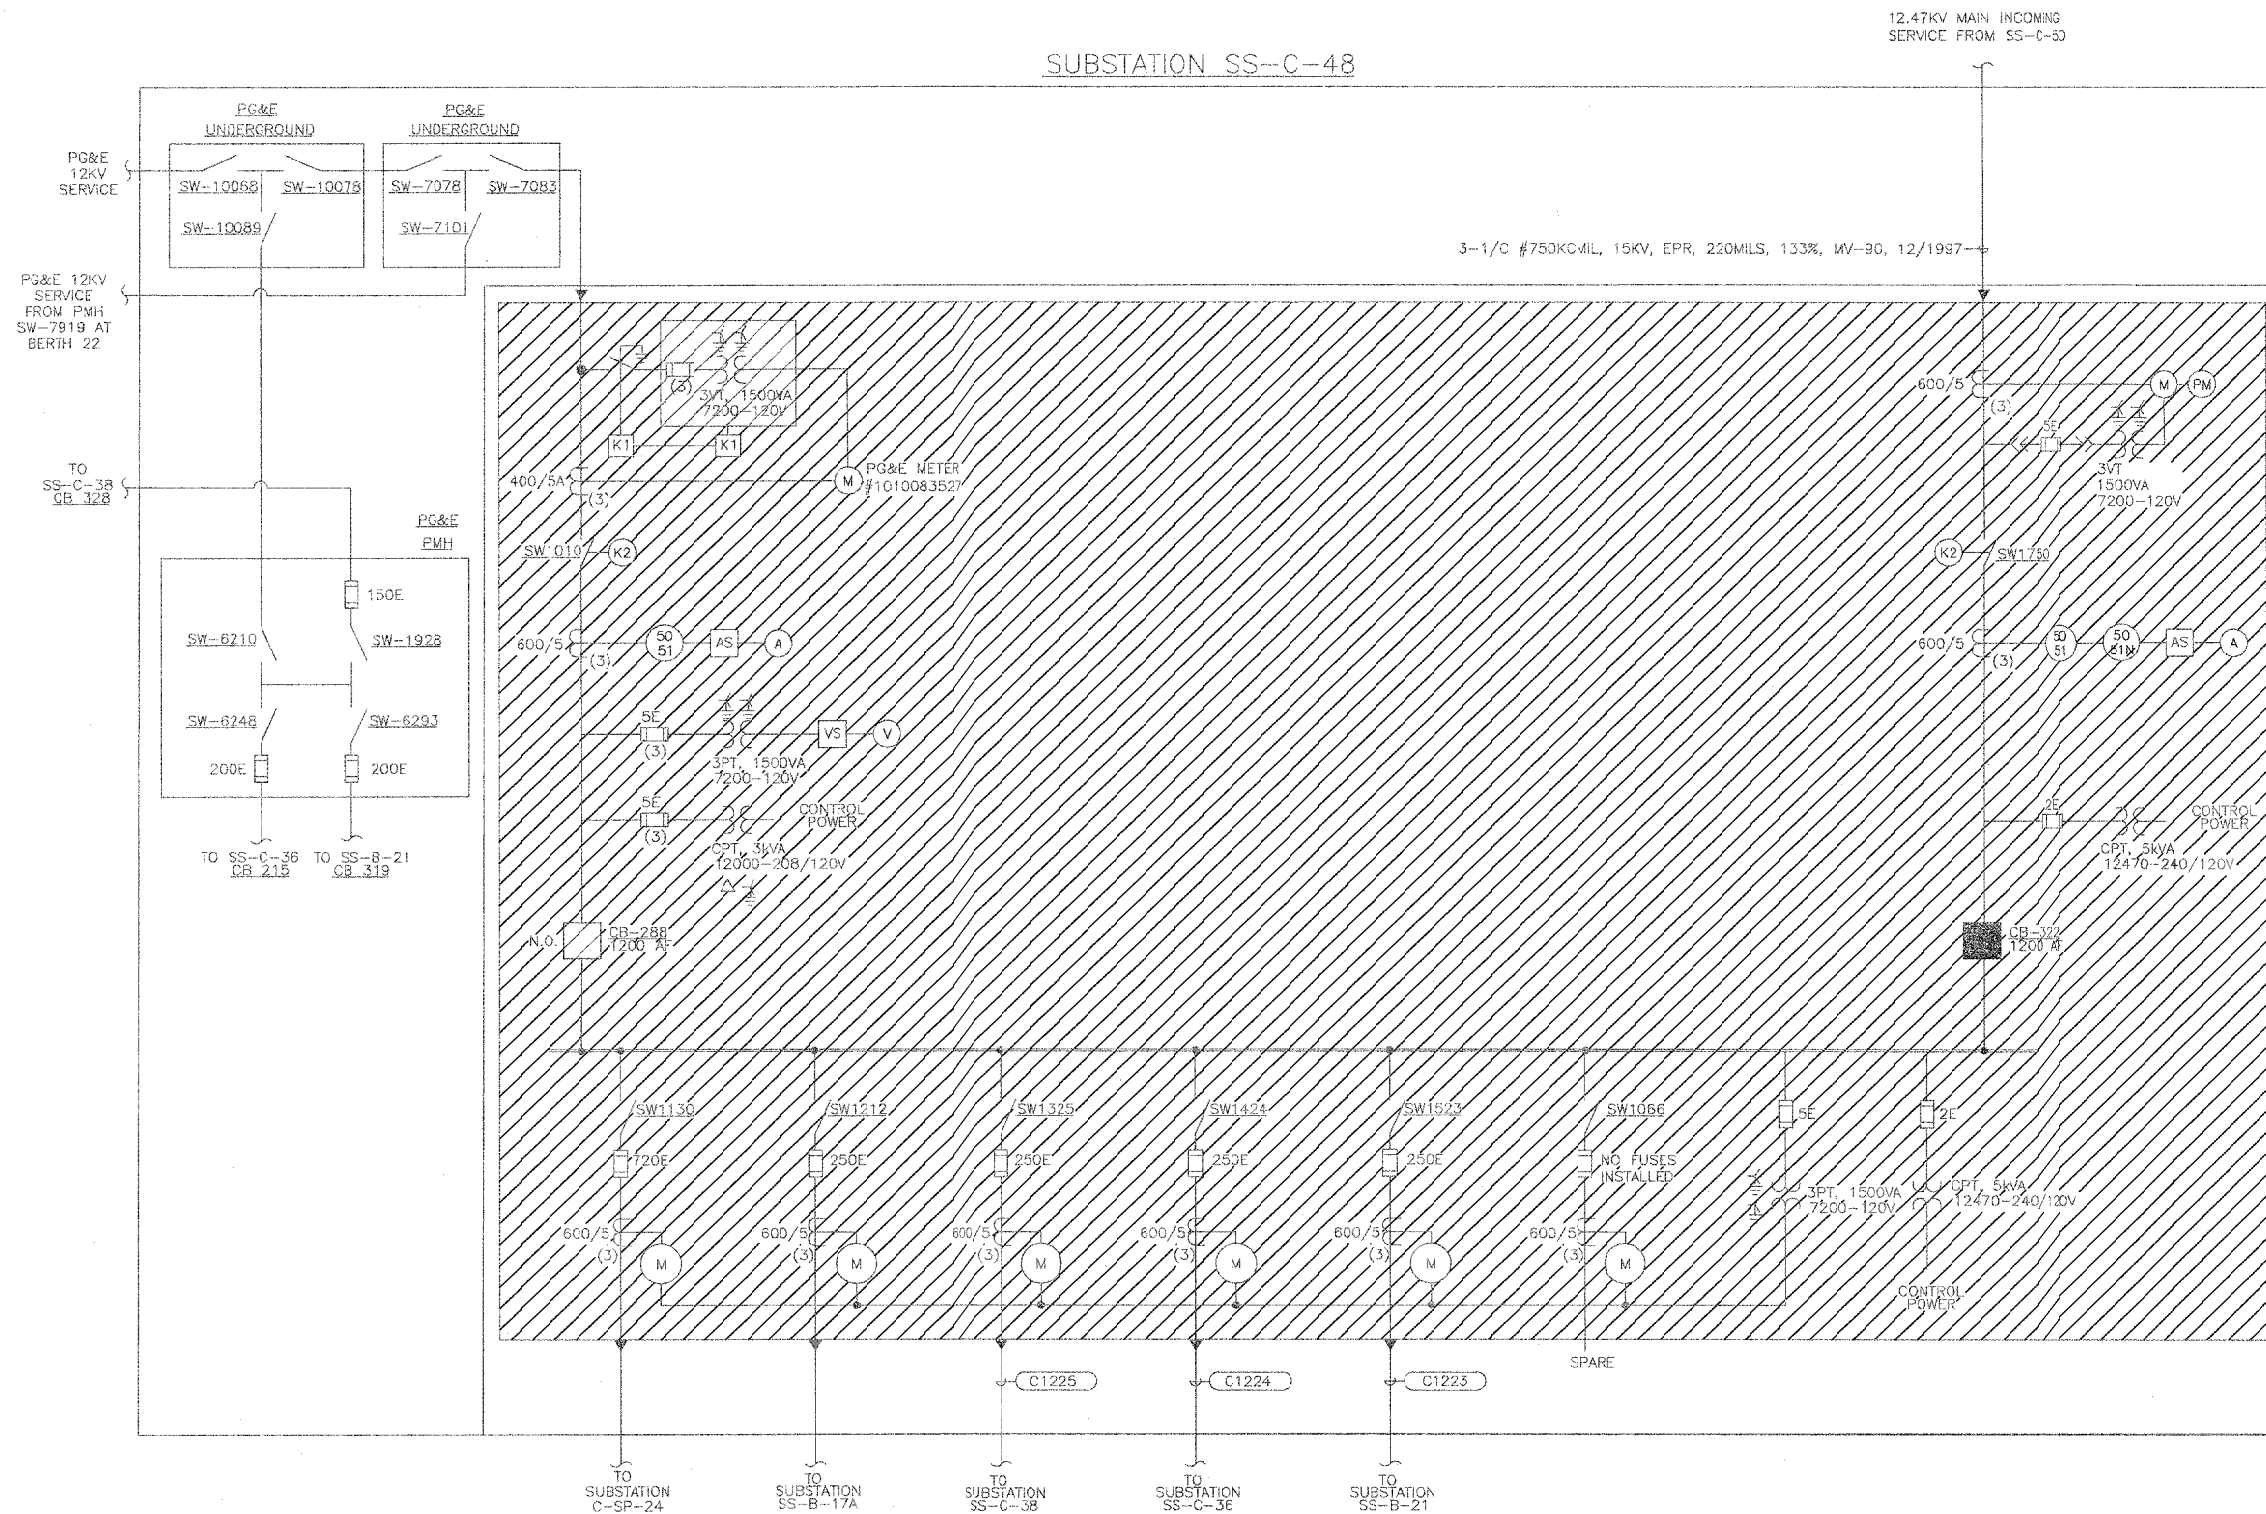 12.47KV MAIN INCOMING
SERVICE FROM SS-C-50
SUBSTATION SS-C-48
PG&E
UNDERGROUND
PG&E
UNDERGROUND
PG&E
12KV
SERVICE
SW-10068
SW-10078
SW-7078
SW-7083
SW-10089
SW-7101
3-1/C #750KCMIL, 15KV, EPR, 220MILS, 133%, MV-90, 12/1997
PG&E 12KV
SERVICE
FROM PMH
SW-7919 AT
BERTH 22
(3)
3VT, 1500VA
7200-120V
K1
K1
600/5
(3)
M
PM
5E
3VT
1500VA
7200-120V
TO
SS-C-38
CB 328
400/5A
(3)
M
PG&E METER
#1010083527
PG&E
PMH
SW1010
K2
K2
SW1750
150E
SW-6210
SW-1928
600/5
(3)
50
51
AS
A
600/5
(3)
50
51
50
51N
AS
A
SW-6248
SW-6293
200E
200E
5E
(3)
VS
V
3PT, 1500VA
7200-120V
5E
(3)
CONTROL
POWER
CPT, 3kVA
12000-208/120V
2E
CONTROL
POWER
CPT, 5kVA
12470-240/120V
TO SS-C-36
CB 215
TO SS-B-21
CB 319
N.O.
CB-288
1200 AF
CB-322
1200 AF
SW1130
SW1212
SW1325
SW1424
SW1523
SW1066
5E
2E
720E
250E
250E
250E
250E
NO FUSES
INSTALLED
3PT, 1500VA
7200-120V
CPT, 5kVA
12470-240/120V
600/5
(3)
M
600/5
(3)
M
600/5
(3)
M
600/5
(3)
M
600/5
(3)
M
600/5
(3)
M
CONTROL
POWER
SPARE
C1225
C1224
C1223
TO
SUBSTATION
C-SP-24
TO
SUBSTATION
SS-B-17A
TO
SUBSTATION
SS-C-38
TO
SUBSTATION
SS-C-36
TO
SUBSTATION
SS-B-21